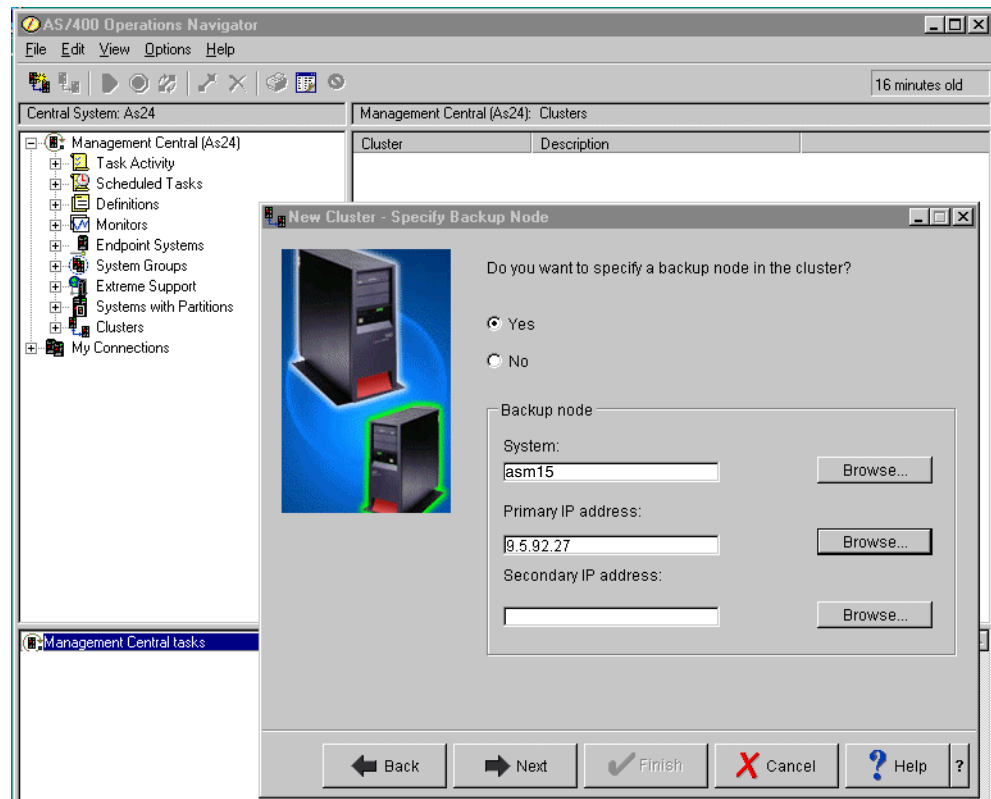 AS/400 Operations Navigator
File Edit View Options Help
16 minutes old
Central System: As24
Management Central (As24): Clusters
Management Central (As24)
Task Activity
Scheduled Tasks
Definitions
Monitors
Endpoint Systems
System Groups
Extreme Support
Systems with Partitions
Clusters
My Connections
Cluster Description
New Cluster - Specify Backup Node
Do you want to specify a backup node in the cluster?
Yes
No
Backup node
System:
asm15 Browse...
Primary IP address:
9.5.92.27 Browse...
Secondary IP address:
Browse...
Management Central tasks
Back Next Finish Cancel Help ?